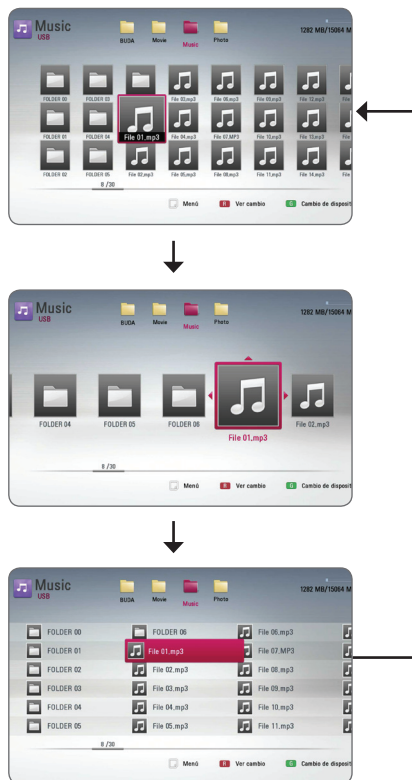 Music
USB
BUDA Movie Music Photo
1282 MB/15064 M
FOLDER 00 FOLDER 03 File 03.mp3 File 06.mp3 File 09.mp3 File 12.mp3 File
FOLDER 01 FOLDER 04 File 01.mp3 File 04.mp3 File 07.MP3 File 10.mp3 File 13.mp3 File
FOLDER 02 FOLDER 05 File 02.mp3 File 05.mp3 File 08.mp3 File 11.mp3 File 14.mp3 File
8 /30
Menú R Ver cambio G Cambio de disposit
Music
USB
BUDA Movie Music Photo
1282 MB/15064 M
FOLDER 04 FOLDER 05 FOLDER 06 File 02.mp3
File 01.mp3
8 /30
Menú R Ver cambio G Cambio de disposit
Music
USB
BUDA Movie Music Photo
1282 MB/15064 M
FOLDER 00 FOLDER 06 File 06.mp3
FOLDER 01 File 01.mp3 File 07.MP3
FOLDER 02 File 02.mp3 File 08.mp3
FOLDER 03 File 03.mp3 File 09.mp3
FOLDER 04 File 04.mp3 File 10.mp3
FOLDER 05 File 05.mp3 File 11.mp3
8 /30
Menú R Ver cambio G Cambio de disposit